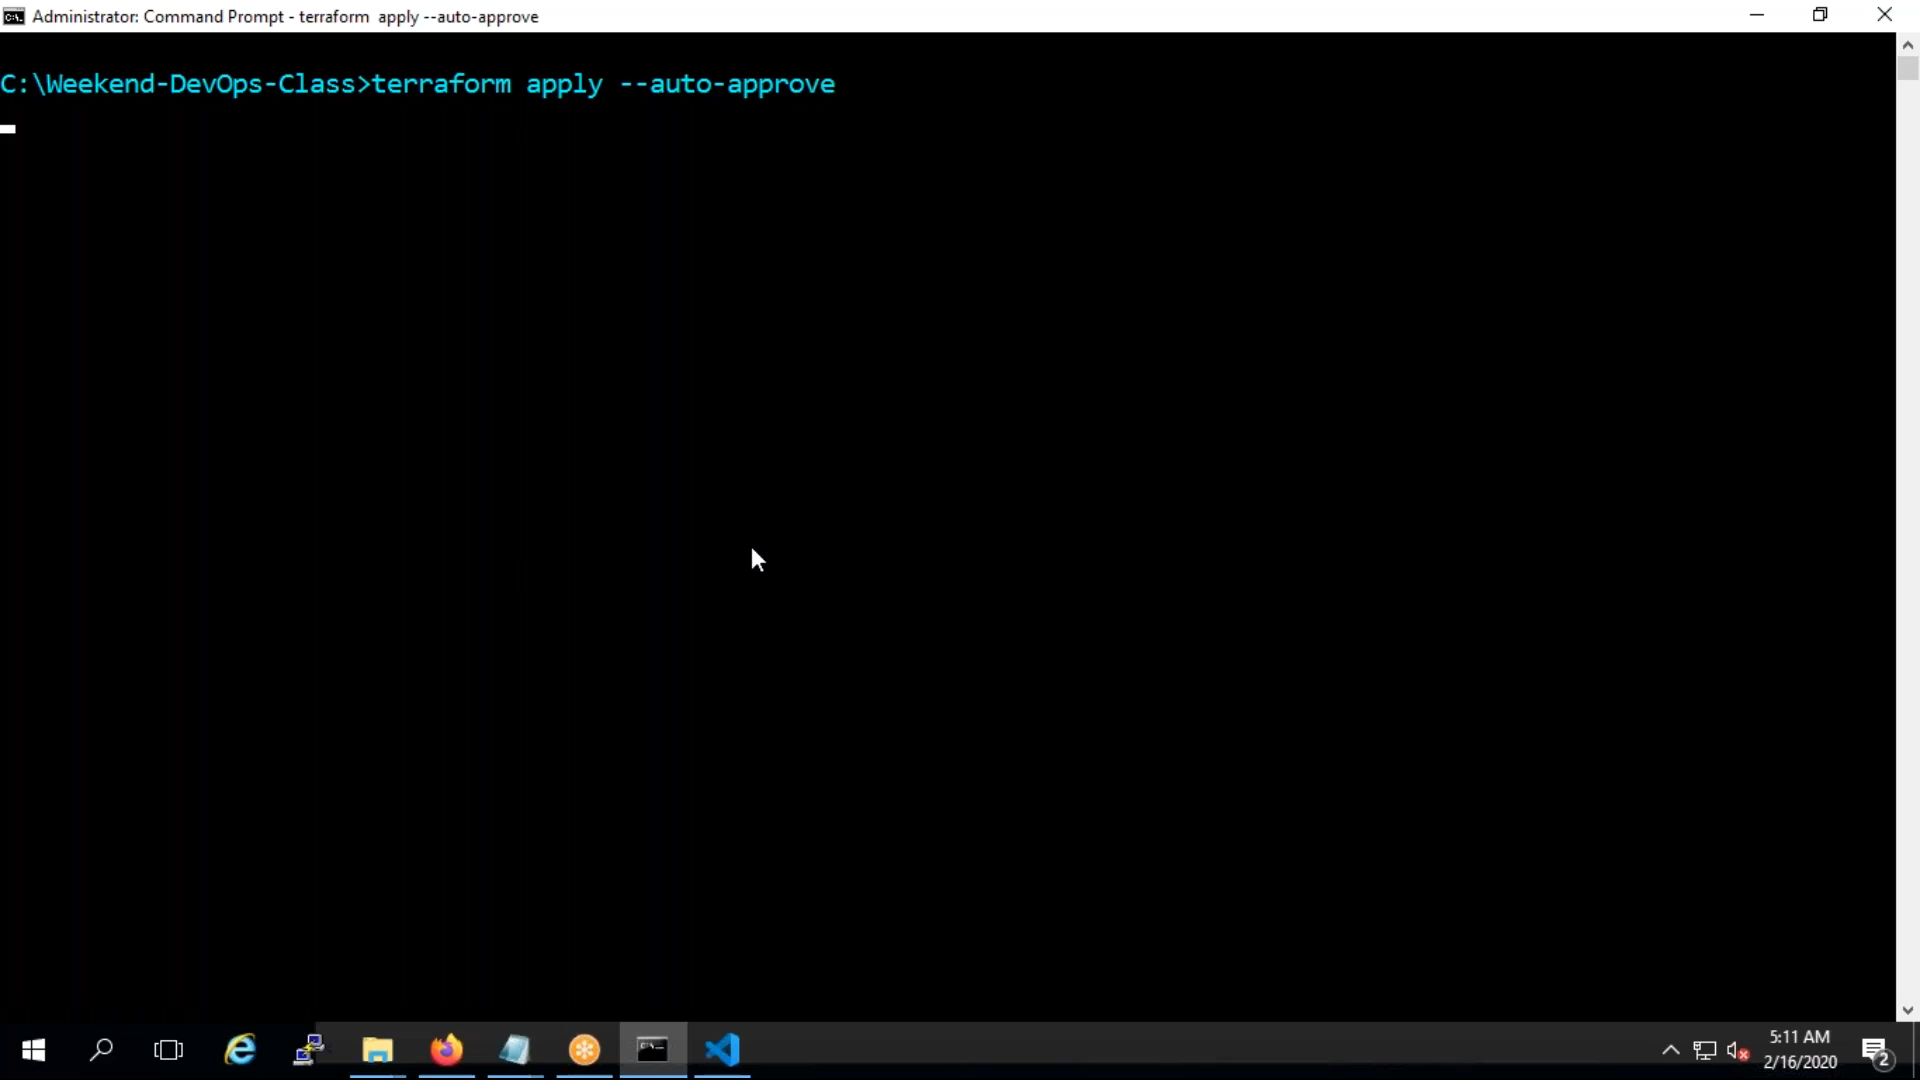 Administrator: Command Prompt - terraform  apply --auto-approve
C:\Weekend-DevOps-Class>terraform apply --auto-approve
5:11 AM
2/16/2020
2